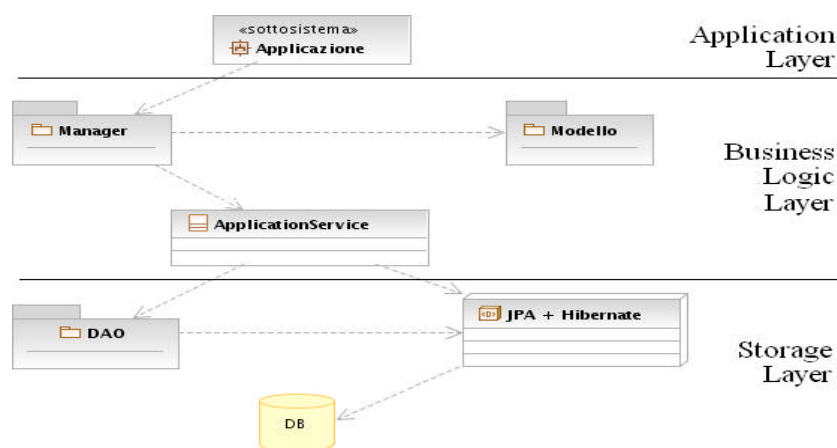 «sottosistema»
Applicazione
Application
Layer
Manager
Modello
Business
Logic
Layer
ApplicationService
DAO
JPA + Hibernate
Storage
Layer
DB